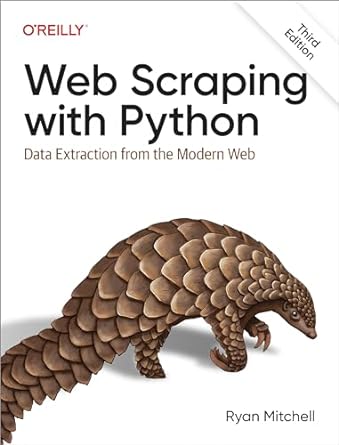 O'REILLY®
Third
Edition
Web Scraping
with Python
Data Extraction from the Modern Web
Ryan Mitchell